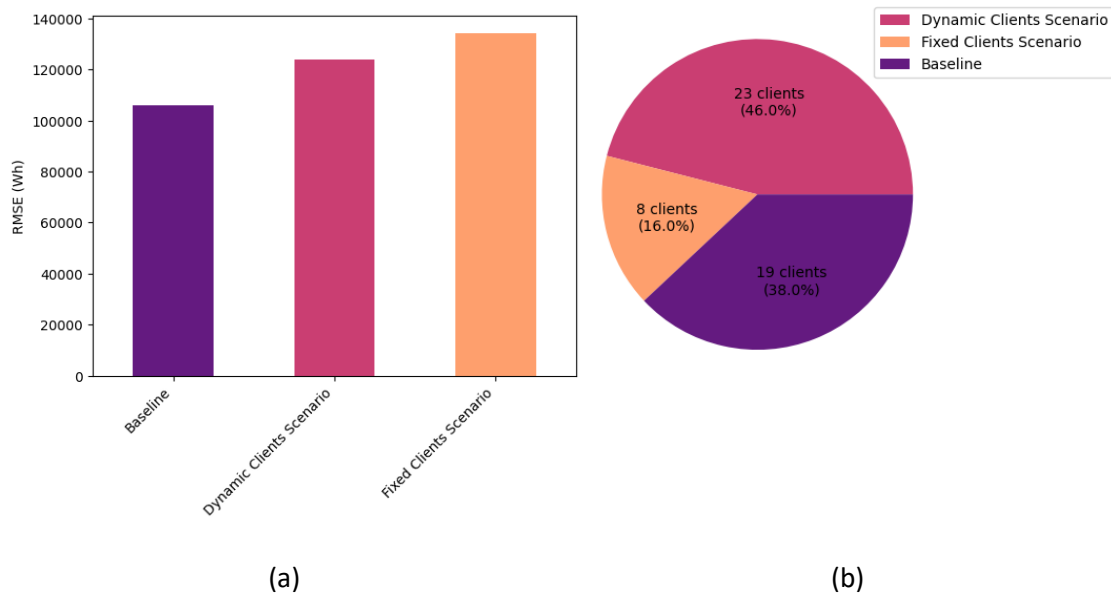 140000
120000
100000
80000
60000
40000
20000
0
RMSE (Wh)
Baseline
Dynamic Clients Scenario
Fixed Clients Scenario
(a)
Dynamic Clients Scenario
Fixed Clients Scenario
Baseline
23 clients
(46.0%)
8 clients
(16.0%)
19 clients
(38.0%)
(b)